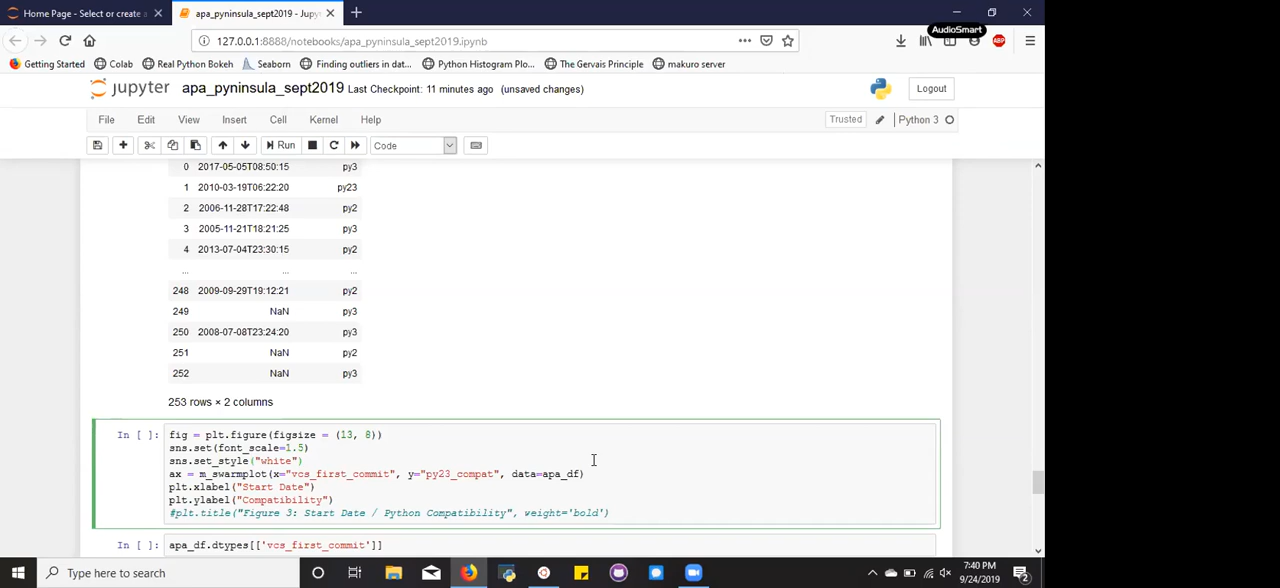 Home Page - Select or create a
apa_pyninsula_sept2019 - Jupyt
AudioSmart
127.0.0.1:8888/notebooks/apa_pyninsula_sept2019.ipynb
ABP
Getting Started Colab Real Python Bokeh Seaborn Finding outliers in dat... Python Histogram Plo... The Gervais Principle makuro server
jupyter apa_pyninsula_sept2019 Last Checkpoint: 11 minutes ago (unsaved changes) Logout
File Edit View Insert Cell Kernel Help Trusted Python 3
Run Code
0 2017-05-05T08:50:15 py3
1 2010-03-19T06:22:20 py23
2 2006-11-28T17:22:48 py2
3 2005-11-21T18:21:25 py3
4 2013-07-04T23:30:15 py2
... ... ...
248 2009-09-29T19:12:21 py2
249 NaN py3
250 2008-07-08T23:24:20 py3
251 NaN py2
252 NaN py3
253 rows × 2 columns
In [ ]: fig = plt.figure(figsize = (13, 8))
sns.set(font_scale=1.5)
sns.set_style("white")
ax = m_swarmplot(x="vcs_first_commit", y="py23_compat", data=apa_df)
plt.xlabel("Start Date")
plt.ylabel("Compatibility")
#plt.title("Figure 3: Start Date / Python Compatibility", weight='bold')
In [ ]: apa_df.dtypes[['vcs_first_commit']]
Type here to search
7:40 PM
9/24/2019
2